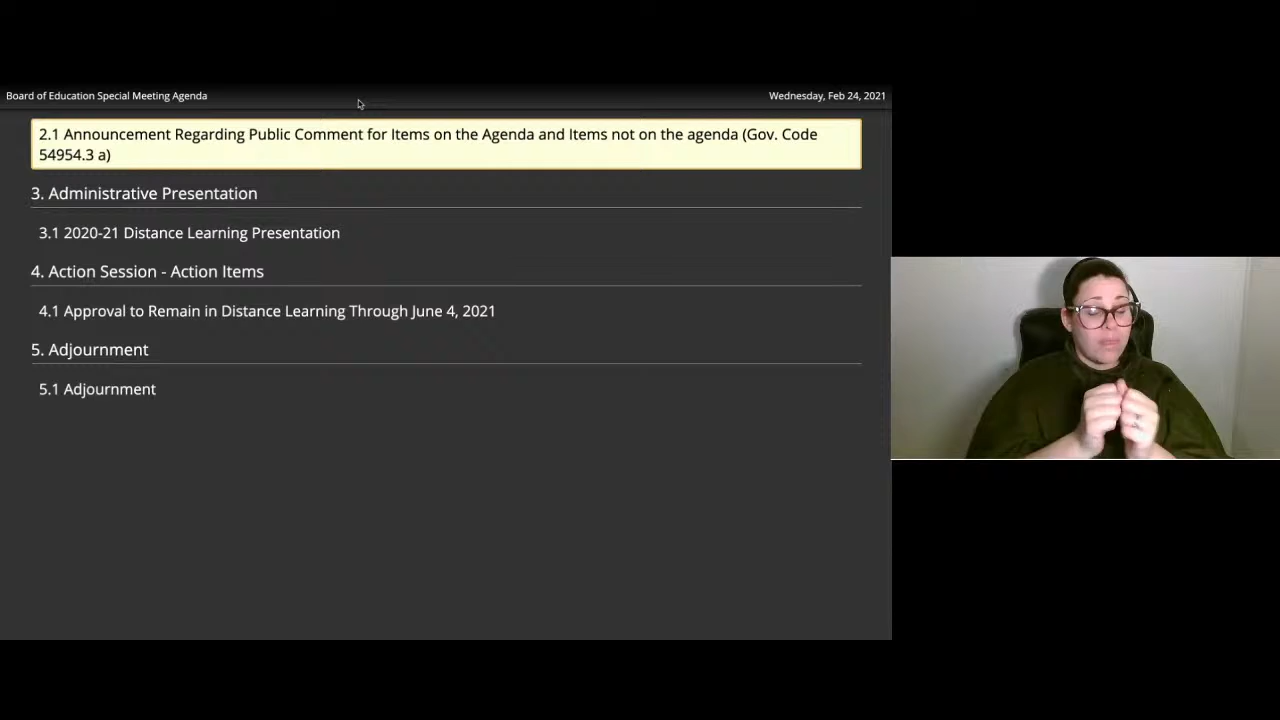 Board of Education Special Meeting Agenda
Wednesday, Feb 24, 2021
2.1 Announcement Regarding Public Comment for Items on the Agenda and Items not on the agenda (Gov. Code
54954.3 a)
3. Administrative Presentation
3.1 2020-21 Distance Learning Presentation
4. Action Session - Action Items
4.1 Approval to Remain in Distance Learning Through June 4, 2021
5. Adjournment
5.1 Adjournment